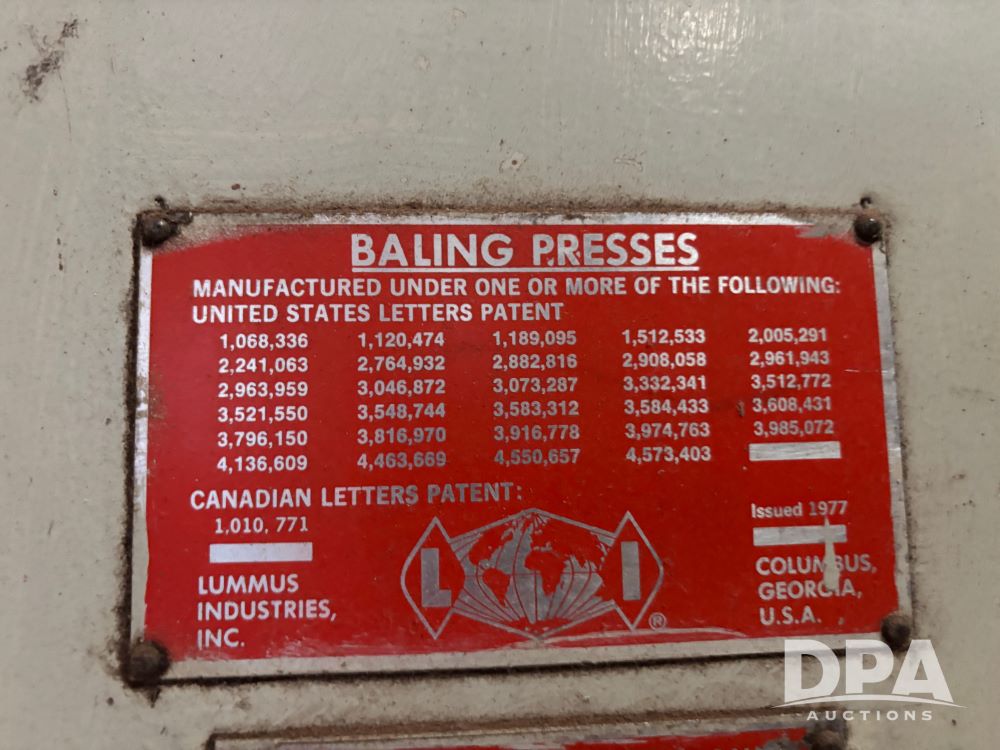 BALING PRESSES
MANUFACTURED UNDER ONE OR MORE OF THE FOLLOWING:
UNITED STATES LETTERS PATENT
1,068,336 1,120,474 1,189,095 1,512,533 2,005,291
2,241,063 2,764,932 2,882,816 2,908,058 2,961,943
2,963,959 3,046,872 3,073,287 3,332,341 3,512,772
3,521,550 3,548,744 3,583,312 3,584,433 3,608,431
3,796,150 3,816,970 3,916,778 3,974,763 3,985,072
4,136,609 4,463,669 4,550,657 4,573,403
CANADIAN LETTERS PATENT:
1,010,771
Issued 1977
LUMMUS
INDUSTRIES,
INC.
L I ®
COLUMBUS,
GEORGIA,
U.S.A.
DPA
AUCTIONS